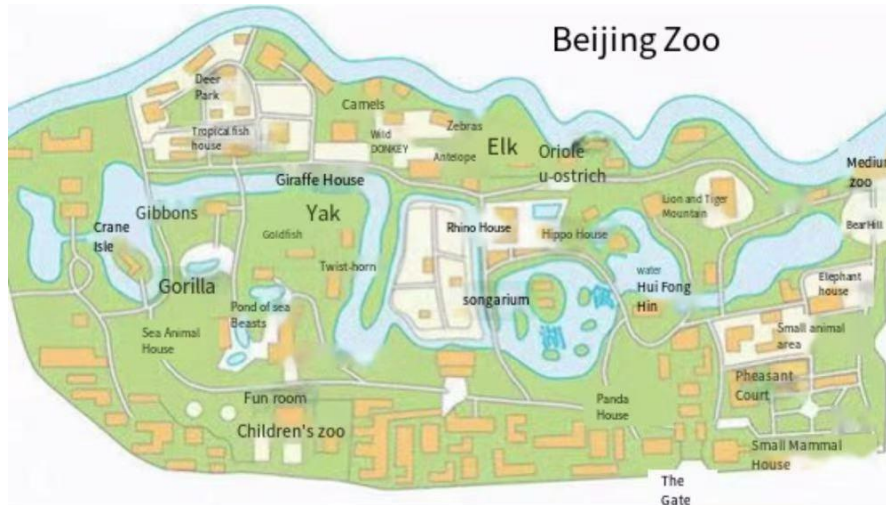 Beijing Zoo
Deer
Park
Camels
Tropical fish
house
Wild
DONKEY
Zebras
Antelope
Elk
Oriole
u-ostrich
Mediun
zoo
Giraffe House
Gibbons
Yak
Lion and Tiger
Mountain
Crane
Isle
Goldfish
Rhino House
Hippo House
BearHill
Twist-horn
water
Hui Fong
Hin
Elephant
house
Gorilla
songarium
Pond of sea
Beasts
Sea Animal
House
Small animal
area
Pheasant
Court
Fun room
Panda
House
Children's zoo
Small Mammal
House
The
Gate